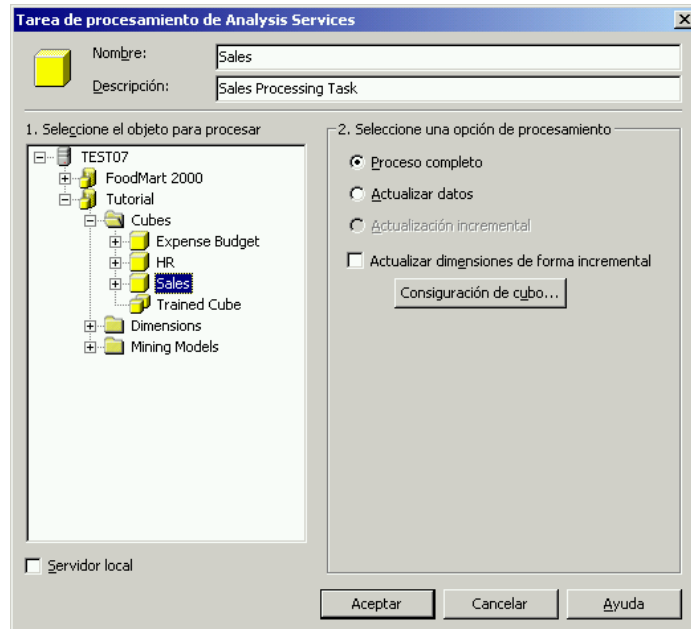 Tarea de procesamiento de Analysis Services
Nombre:
Sales
Descripción:
Sales Processing Task
1. Seleccione el objeto para procesar
TEST07
FoodMart 2000
Tutorial
Cubes
Expense Budget
HR
Sales
Trained Cube
Dimensions
Mining Models
Servidor local
2. Seleccione una opción de procesamiento
Proceso completo
Actualizar datos
Actualización incremental
Actualizar dimensiones de forma incremental
Consiguración de cubo...
Aceptar
Cancelar
Ayuda